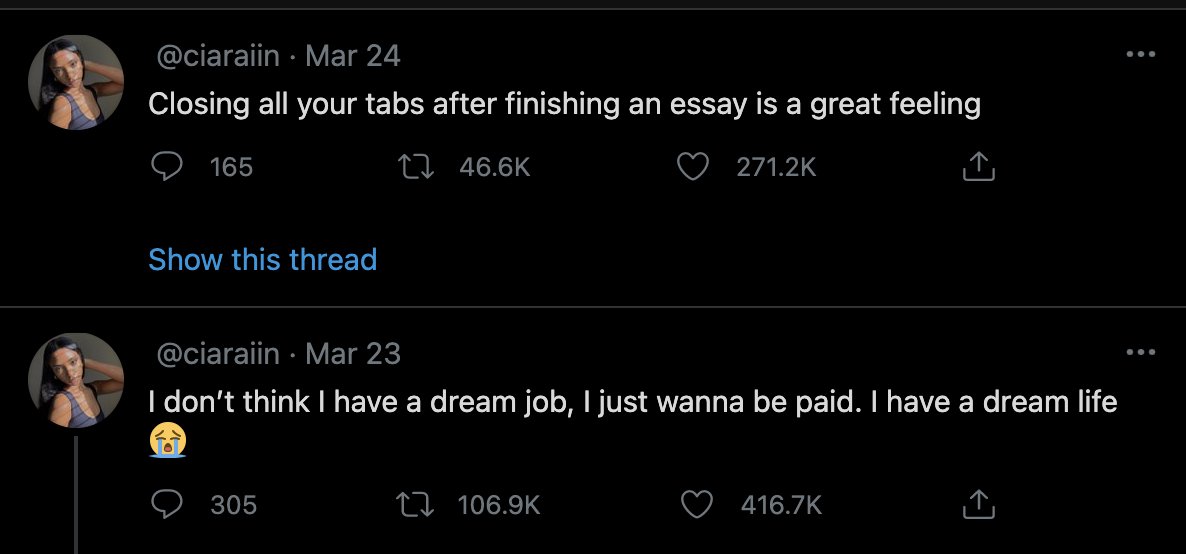 @ciaraiin · Mar 24
Closing all your tabs after finishing an essay is a great feeling
165 46.6K 271.2K
Show this thread
@ciaraiin · Mar 23
I don’t think I have a dream job, I just wanna be paid. I have a dream life
😭
305 106.9K 416.7K